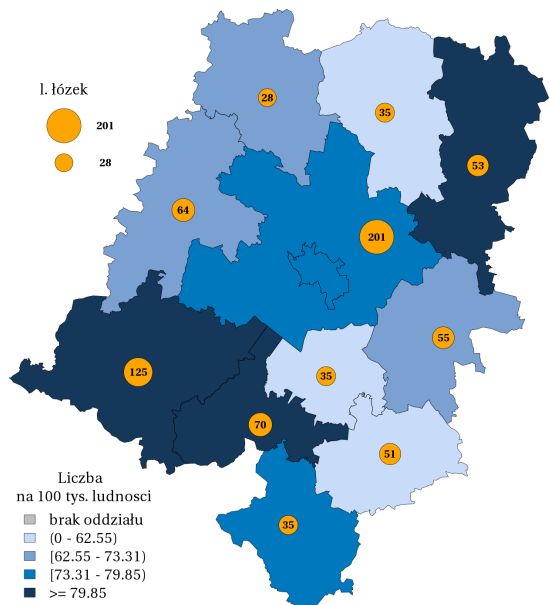 l. łózek
201
28
28
35
53
64
201
55
125
35
70
51
35
Liczba
na 100 tys. ludnosci
brak oddziału
(0 - 62.55)
[62.55 - 73.31)
[73.31 - 79.85)
>= 79.85